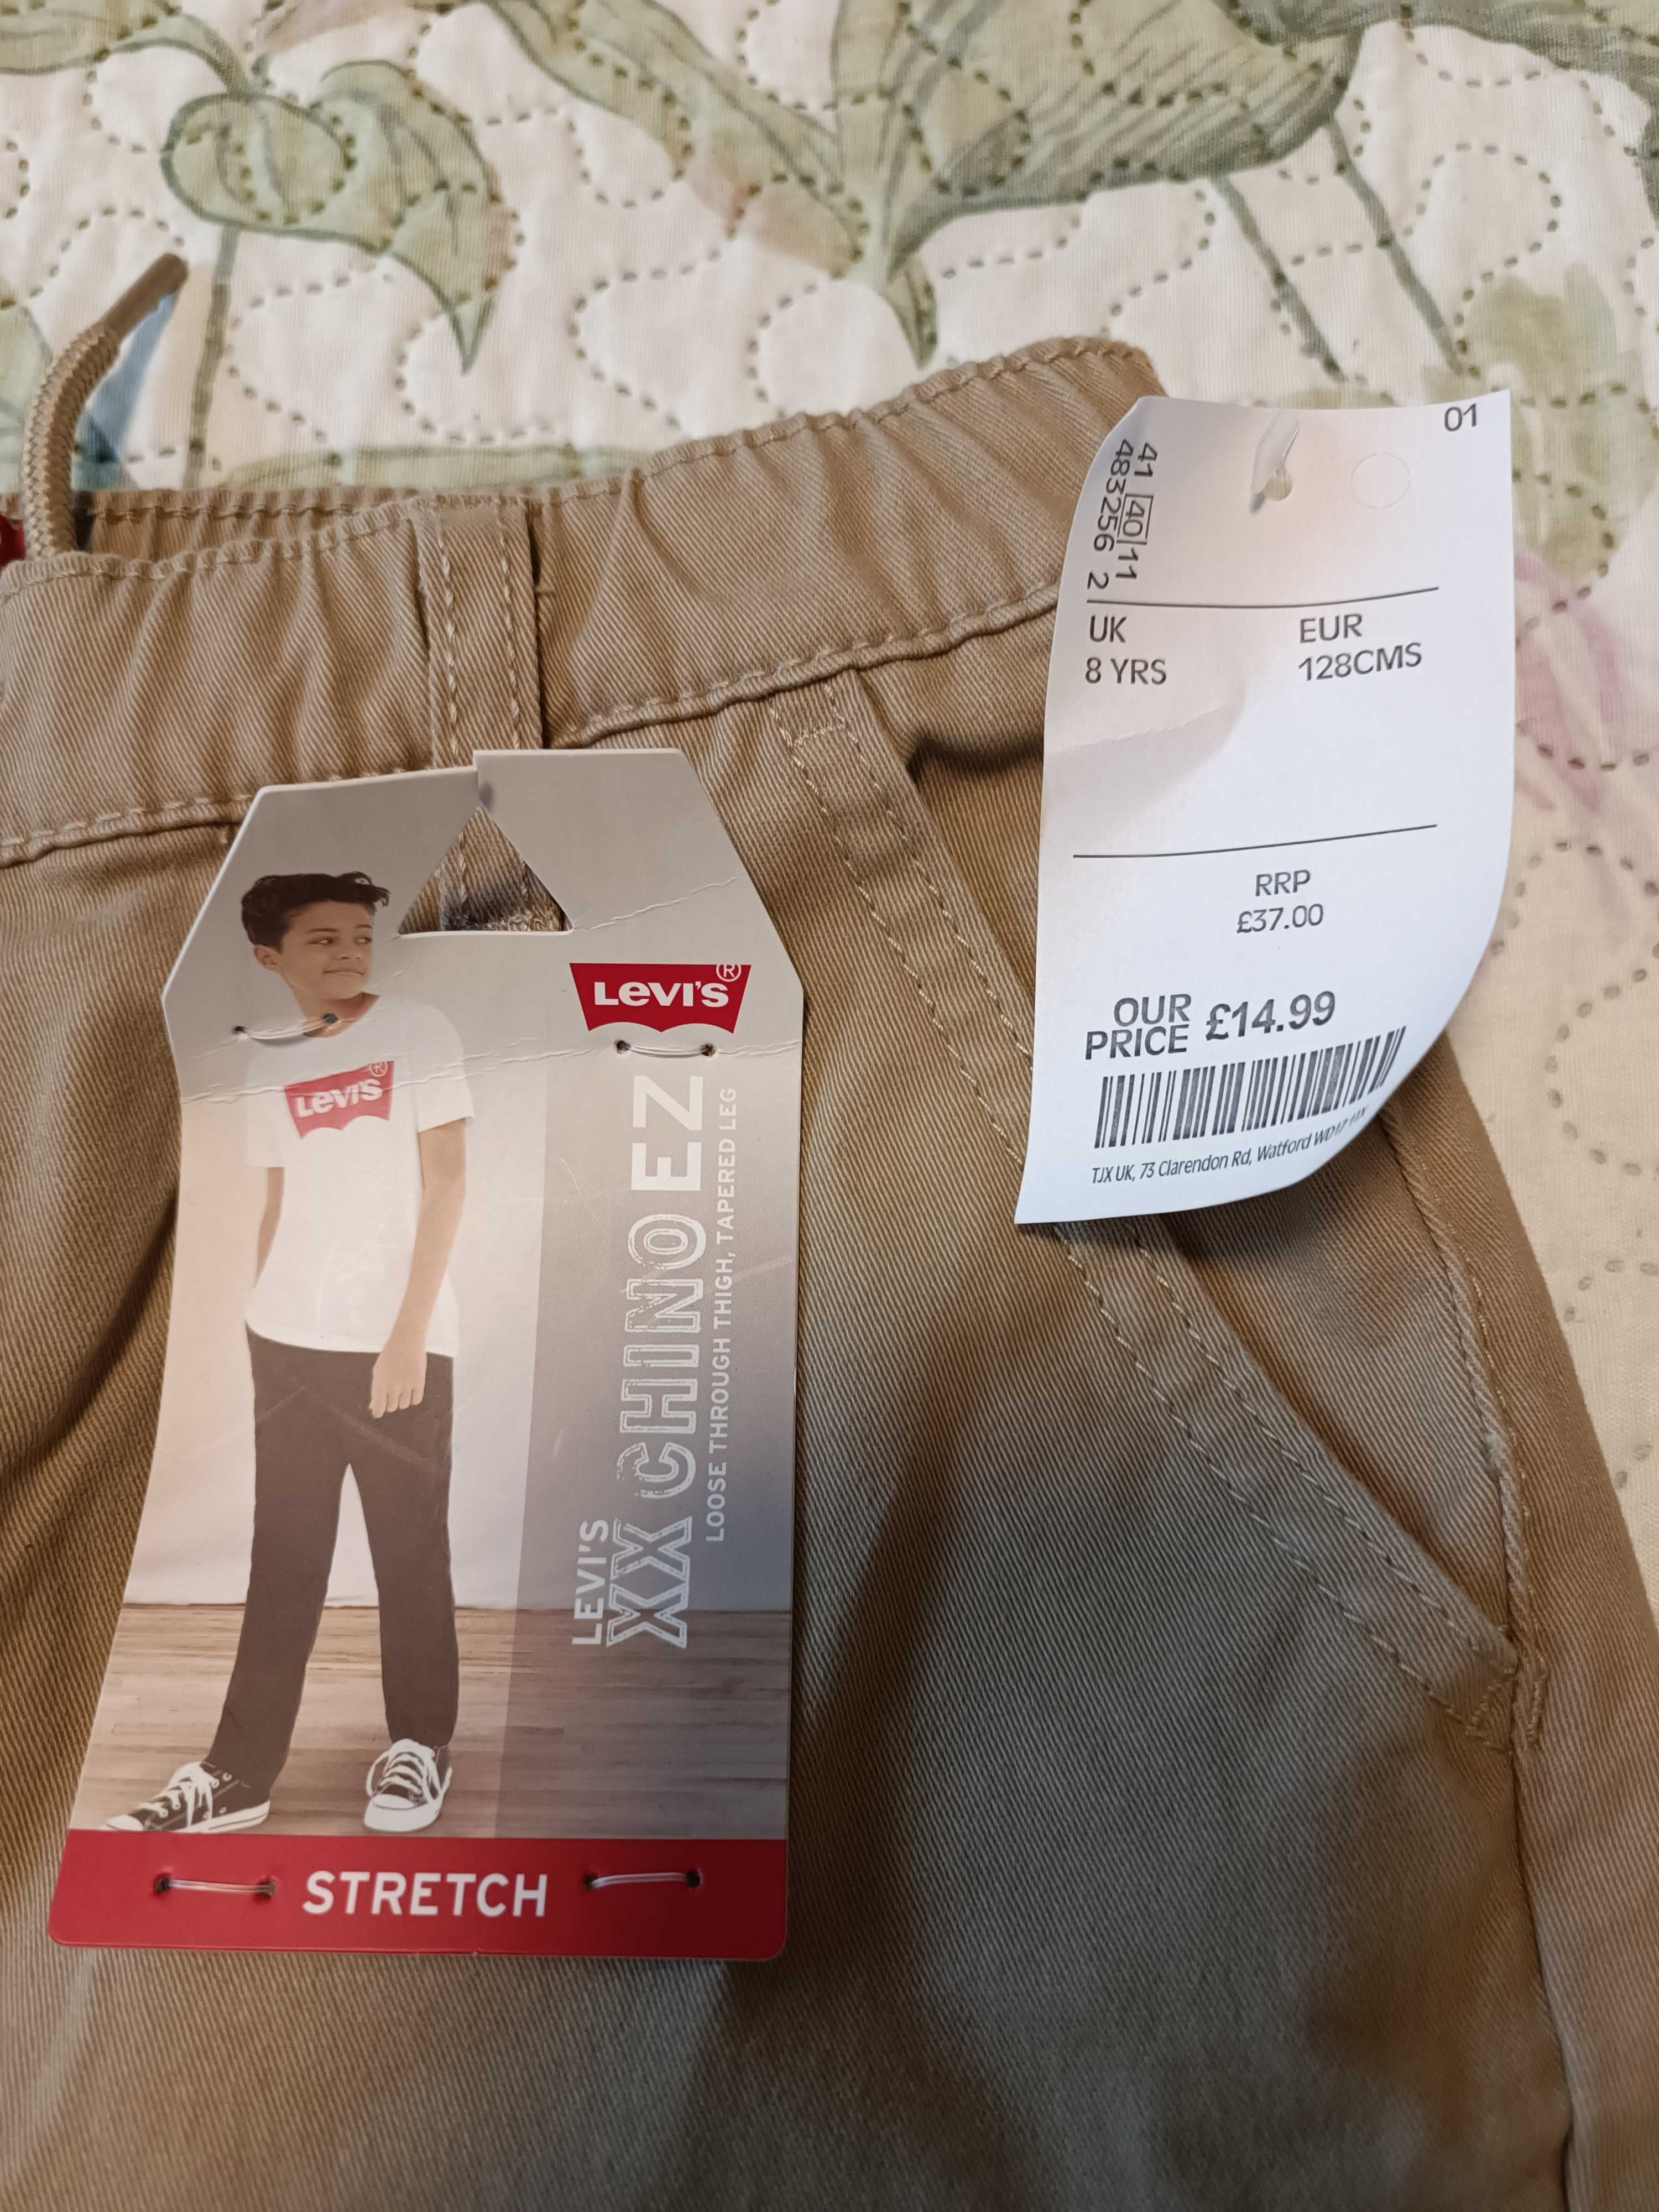 LEVI'S®
LEVI'S®
LEVI'S
XX CHINO EZ
LOOSE THROUGH THIGH, TAPERED LEG
STRETCH
01
41 40 11
483256 2
UK EUR
8 YRS 128CMS
RRP
£37.00
OUR PRICE £14.99
TJX UK, 73 Clarendon Rd, Watford WD17